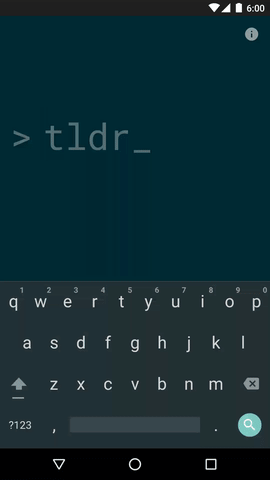 6:00
> tldr_
1 2 3 4 5 6 7 8 9 0
q w e r t y u i o p
a s d f g h j k l
z x c v b n m
?123 , .